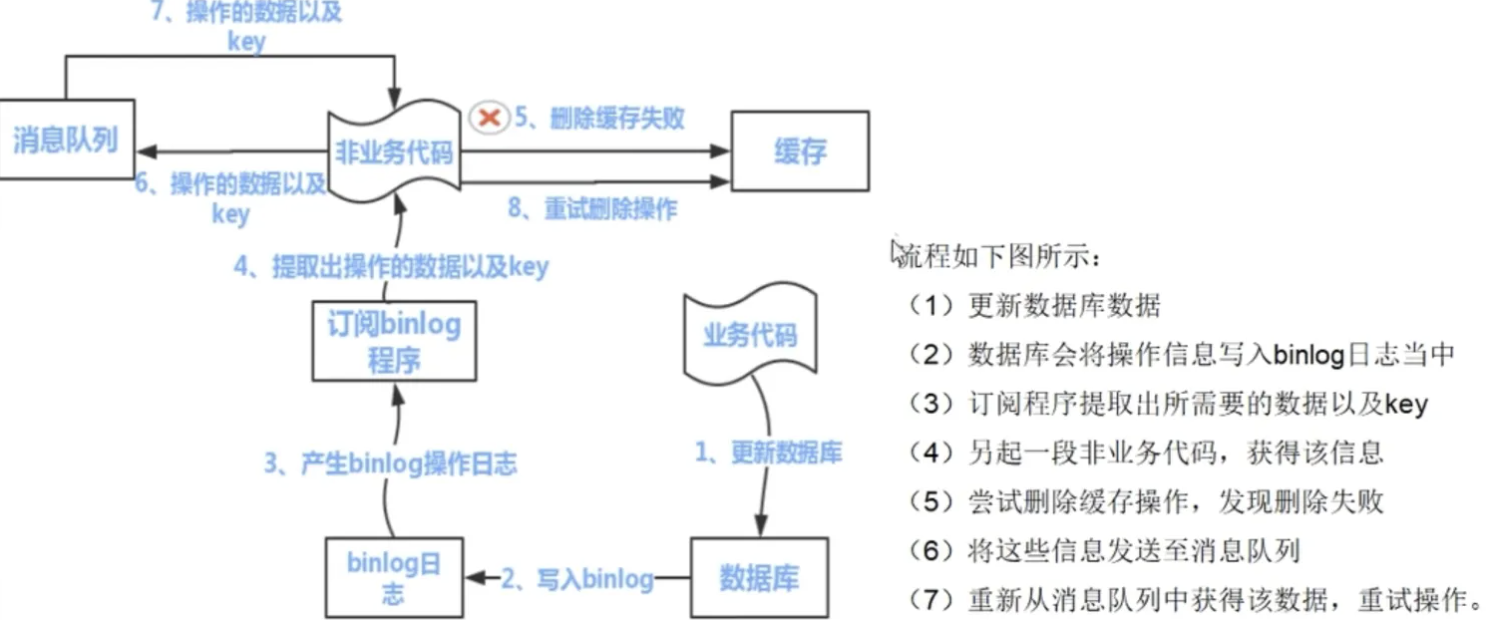 7、操作的数据以及
key
消息队列
非业务代码
5、删除缓存失败
缓存
6、操作的数据以及
key
8、重试删除操作
4、提取出操作的数据以及key
订阅binlog
程序
业务代码
3、产生binlog操作日志
1、更新数据库
binlog日
志
2、写入binlog
数据库
流程如下图所示：
（1）更新数据库数据
（2）数据库会将操作信息写入binlog日志当中
（3）订阅程序提取出所需要的数据以及key
（4）另起一段非业务代码，获得该信息
（5）尝试删除缓存操作，发现删除失败
（6）将这些信息发送至消息队列
（7）重新从消息队列中获得该数据，重试操作。